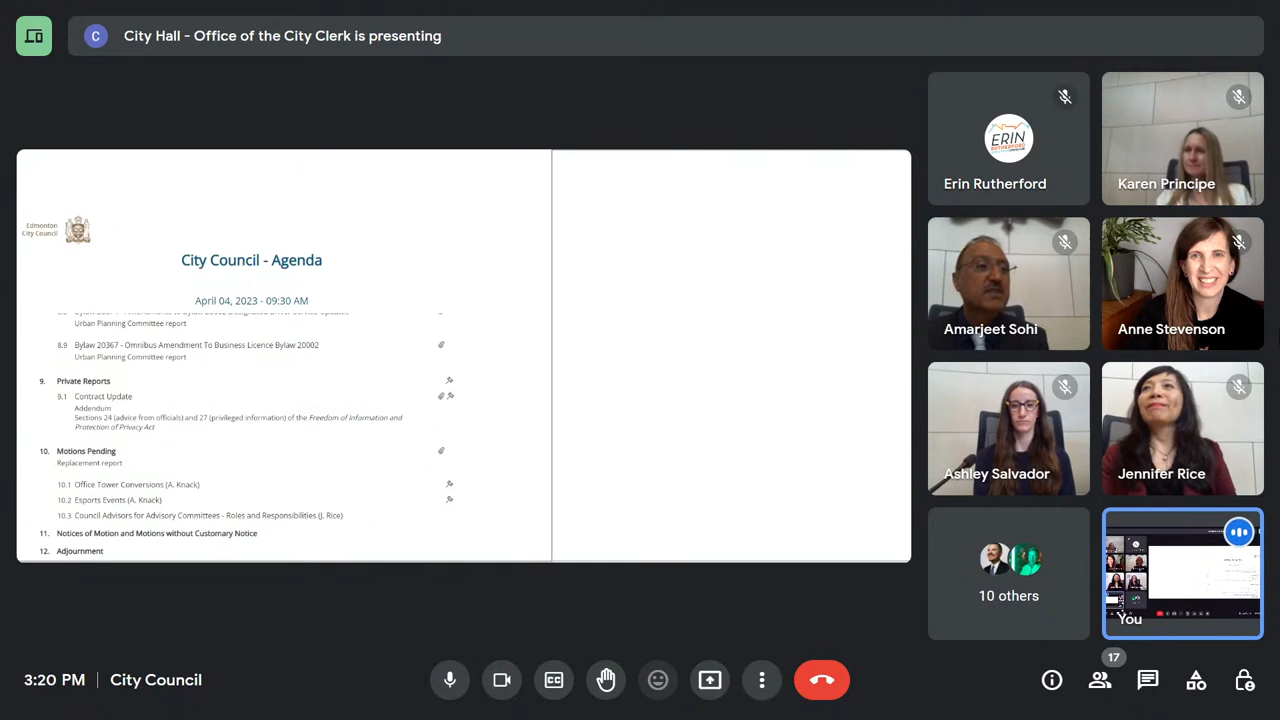 C City Hall - Office of the City Clerk is presenting
Edmonton
City Council
City Council - Agenda
April 04, 2023 - 09:30 AM
Urban Planning Committee report
8.9 Bylaw 20367 - Omnibus Amendment To Business Licence Bylaw 20002
Urban Planning Committee report
9. Private Reports
9.1 Contract Update
Addendum
Sections 24 (advice from officials) and 27 (privileged information) of the Freedom of Information and
Protection of Privacy Act
10. Motions Pending
Replacement report
10.1 Office Tower Conversions (A. Knack)
10.2 Esports Events (A. Knack)
10.3 Council Advisors for Advisory Committees - Roles and Responsibilities (J. Rice)
11. Notices of Motion and Motions without Customary Notice
12. Adjournment
ERIN
RUTHERFORD
Erin Rutherford
Karen Principe
Amarjeet Sohi
Anne Stevenson
Ashley Salvador
Jennifer Rice
10 others
You
3:20 PM | City Council
17